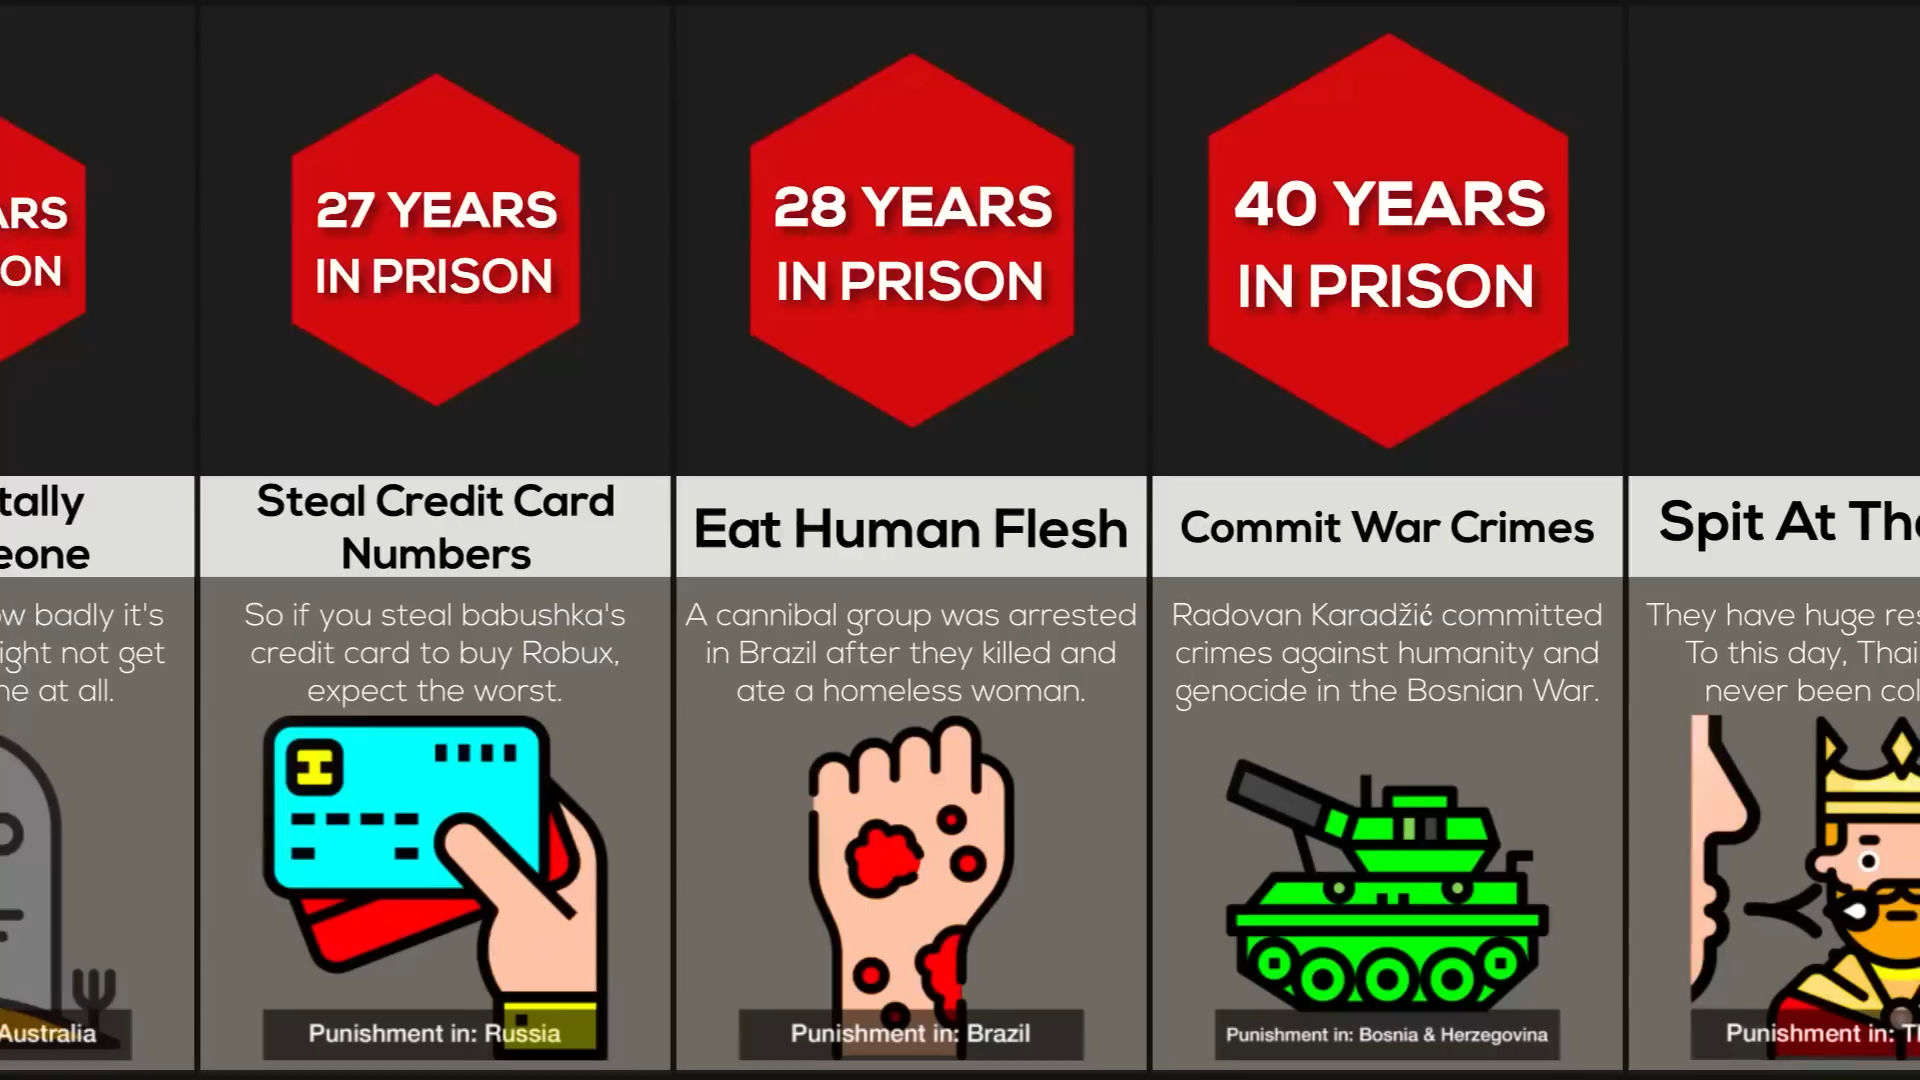 ARS
ON
tally
eone
ow badly it's
ight not get
ne at all.
Australia
27 YEARS
IN PRISON
Steal Credit Card
Numbers
So if you steal babushka's
credit card to buy Robux,
expect the worst.
Punishment in: Russia
28 YEARS
IN PRISON
Eat Human Flesh
A cannibal group was arrested
in Brazil after they killed and
ate a homeless woman.
Punishment in: Brazil
40 YEARS
IN PRISON
Commit War Crimes
Radovan Karadžić committed
crimes against humanity and
genocide in the Bosnian War.
Punishment in: Bosnia & Herzegovina
Spit At Th
They have huge res
To this day, Thai
never been col
Punishment in: T